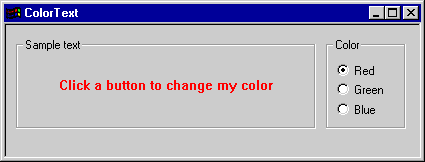 ColorText
Sample text
Click a button to change my color
Color
Red
Green
Blue